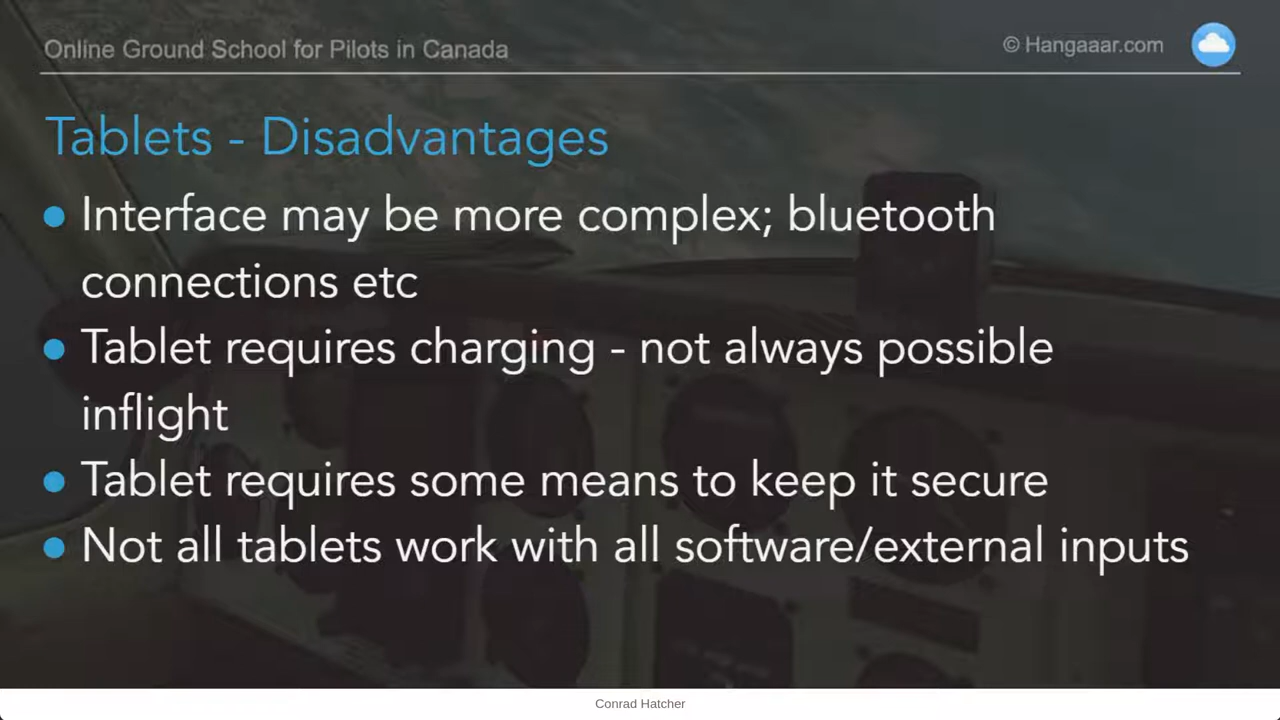 Online Ground School for Pilots in Canada
© Hangaaar.com
Tablets - Disadvantages
• Interface may be more complex; bluetooth
connections etc
• Tablet requires charging - not always possible
inflight
• Tablet requires some means to keep it secure
• Not all tablets work with all software/external inputs
Conrad Hatcher